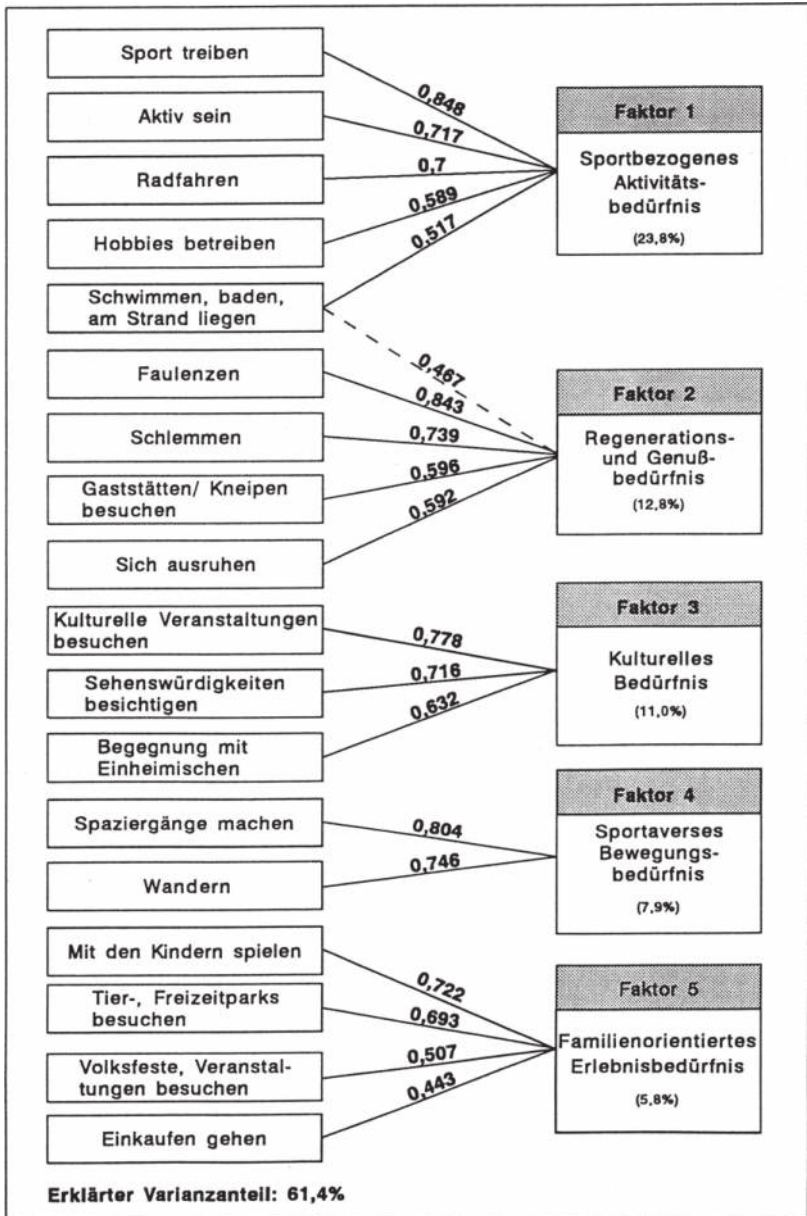 Sport treiben
Aktiv sein
Radfahren
Hobbies betreiben
Schwimmen, baden,
am Strand liegen
0,848
0,717
0,7
0,589
0,517
Faktor 1
Sportbezogenes
Aktivitäts-
bedürfnis
(23,8%)
Faulenzen
Schlemmen
Gaststätten/ Kneipen
besuchen
Sich ausruhen
0,467
0,843
0,739
0,596
0,592
Faktor 2
Regenerations-
und Genuß-
bedürfnis
(12,8%)
Kulturelle Veranstaltungen
besuchen
Sehenswürdigkeiten
besichtigen
Begegnung mit
Einheimischen
0,778
0,716
0,632
Faktor 3
Kulturelles
Bedürfnis
(11,0%)
Spaziergänge machen
Wandern
0,804
0,746
Faktor 4
Sportaverses
Bewegungs-
bedürfnis
(7,9%)
Mit den Kindern spielen
Tier-, Freizeitparks
besuchen
Volksfeste, Veranstal-
tungen besuchen
Einkaufen gehen
0,722
0,693
0,507
0,443
Faktor 5
Familienorientiertes
Erlebnisbedürfnis
(5,8%)
Erklärter Varianzanteil: 61,4%